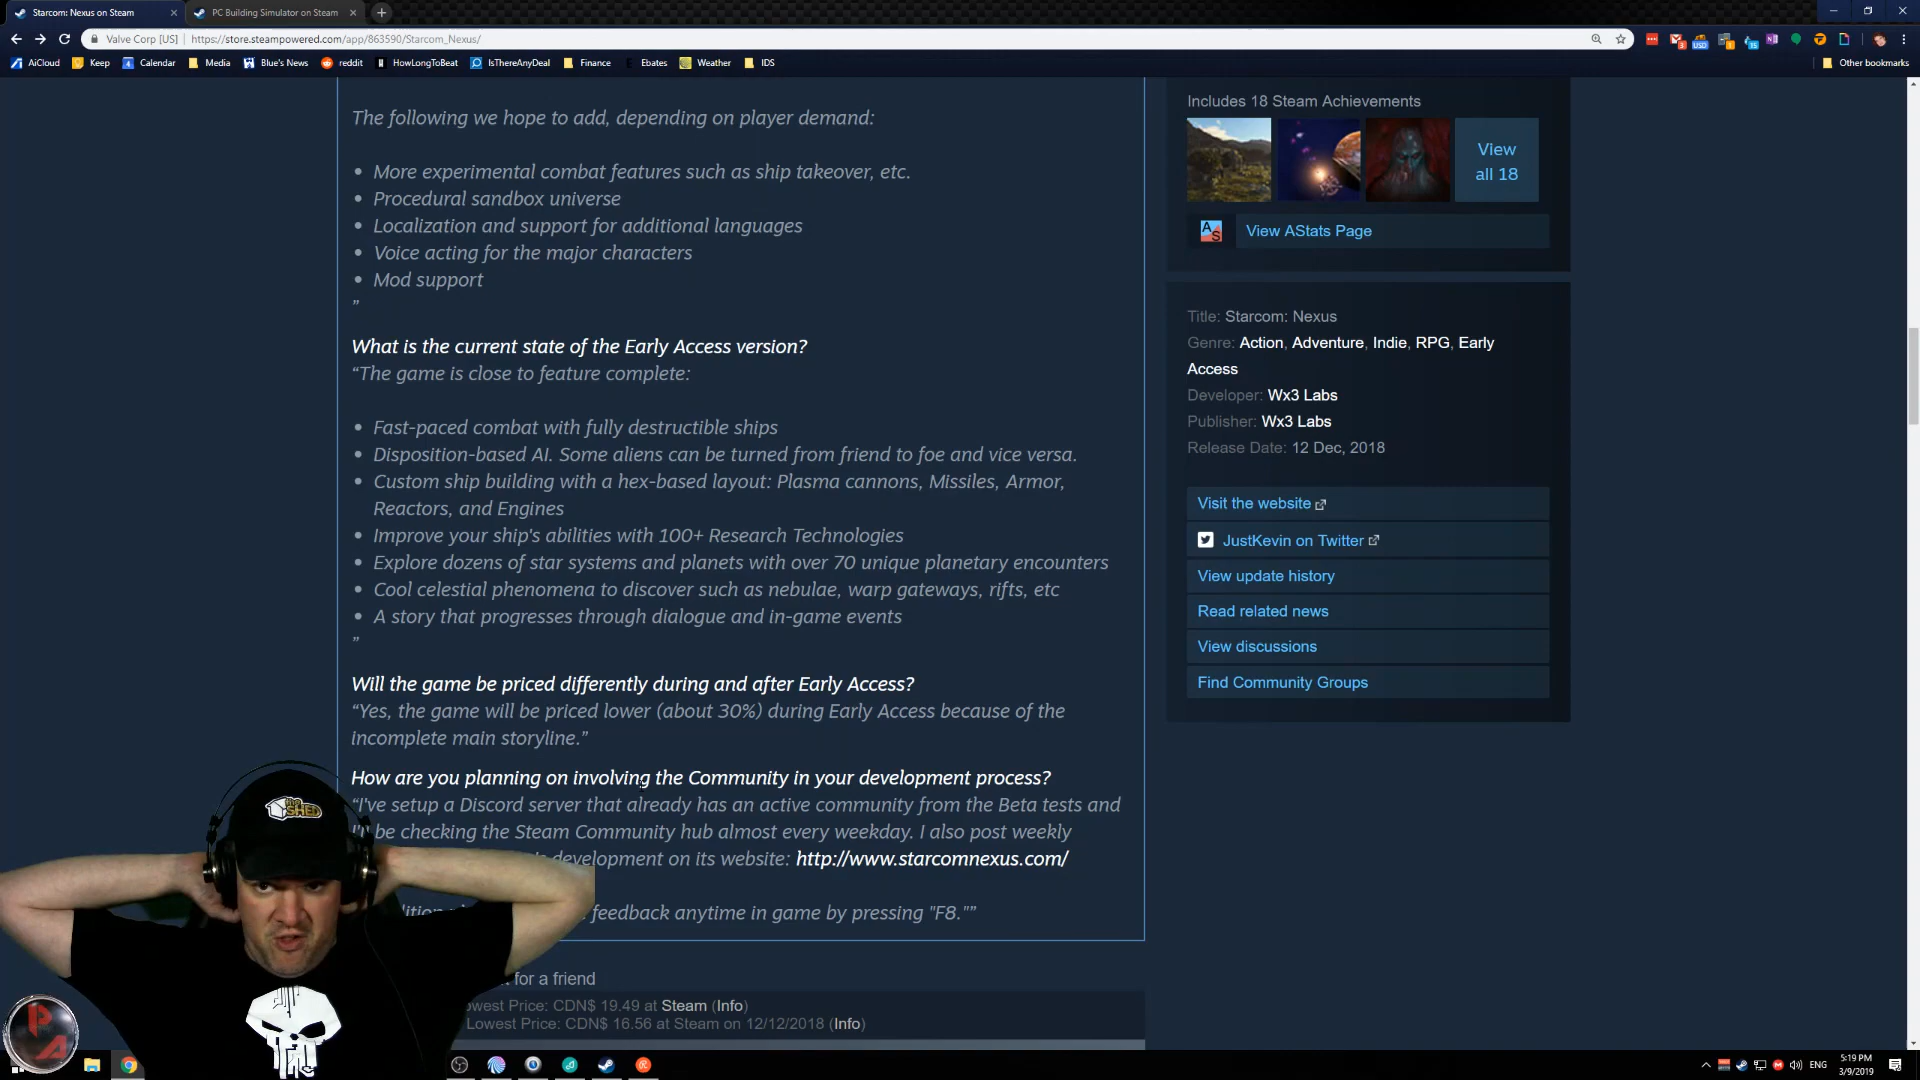 Starcom: Nexus on Steam
PC Building Simulator on Steam
Valve Corp [US]
https://store.steampowered.com/app/863590/Starcom_Nexus/
AiCloud
Keep
Calendar
Media
Blue's News
reddit
HowLongToBeat
IsThereAnyDeal
Finance
Ebates
Weather
IDS
Other bookmarks
The following we hope to add, depending on player demand:
• More experimental combat features such as ship takeover, etc.
• Procedural sandbox universe
• Localization and support for additional languages
• Voice acting for the major characters
• Mod support
”
What is the current state of the Early Access version?
“The game is close to feature complete:
• Fast-paced combat with fully destructible ships
• Disposition-based AI. Some aliens can be turned from friend to foe and vice versa.
• Custom ship building with a hex-based layout: Plasma cannons, Missiles, Armor,
Reactors, and Engines
• Improve your ship's abilities with 100+ Research Technologies
• Explore dozens of star systems and planets with over 70 unique planetary encounters
• Cool celestial phenomena to discover such as nebulae, warp gateways, rifts, etc
• A story that progresses through dialogue and in-game events
”
Will the game be priced differently during and after Early Access?
“Yes, the game will be priced lower (about 30%) during Early Access because of the
incomplete main storyline.”
How are you planning on involving the Community in your development process?
“I've setup a Discord server that already has an active community from the Beta tests and
be checking the Steam Community hub almost every weekday. I also post weekly
development on its website: http://www.starcomnexus.com/
feedback anytime in game by pressing "F8."”
for a friend
owest Price: CDN$ 19.49 at Steam (Info)
Lowest Price: CDN$ 16.56 at Steam on 12/12/2018 (Info)
Includes 18 Steam Achievements
View
all 18
AS
View AStats Page
Title: Starcom: Nexus
Genre: Action, Adventure, Indie, RPG, Early
Access
Developer: Wx3 Labs
Publisher: Wx3 Labs
Release Date: 12 Dec, 2018
Visit the website
JustKevin on Twitter
View update history
Read related news
View discussions
Find Community Groups
SHED
PA
ENG
5:19 PM
3/9/2019